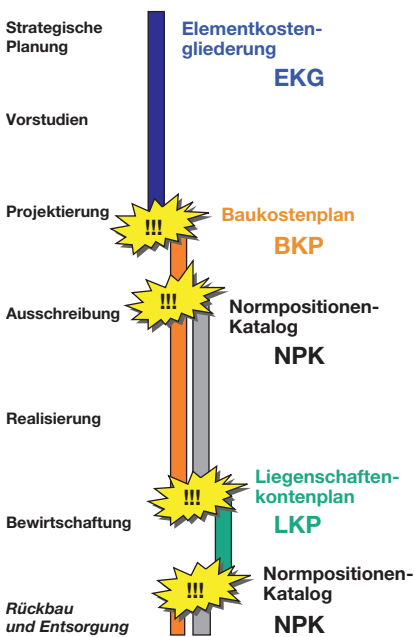 Strategische
Planung
Elementkosten-
gliederung
EKG
Vorstudien
Projektierung
!!!
Baukostenplan
BKP
!!!
Ausschreibung
Normpositionen-
Katalog
NPK
Realisierung
!!!
Liegenschaften-
kontenplan
LKP
Bewirtschaftung
!!!
Normpositionen-
Katalog
NPK
Rückbau
und Entsorgung